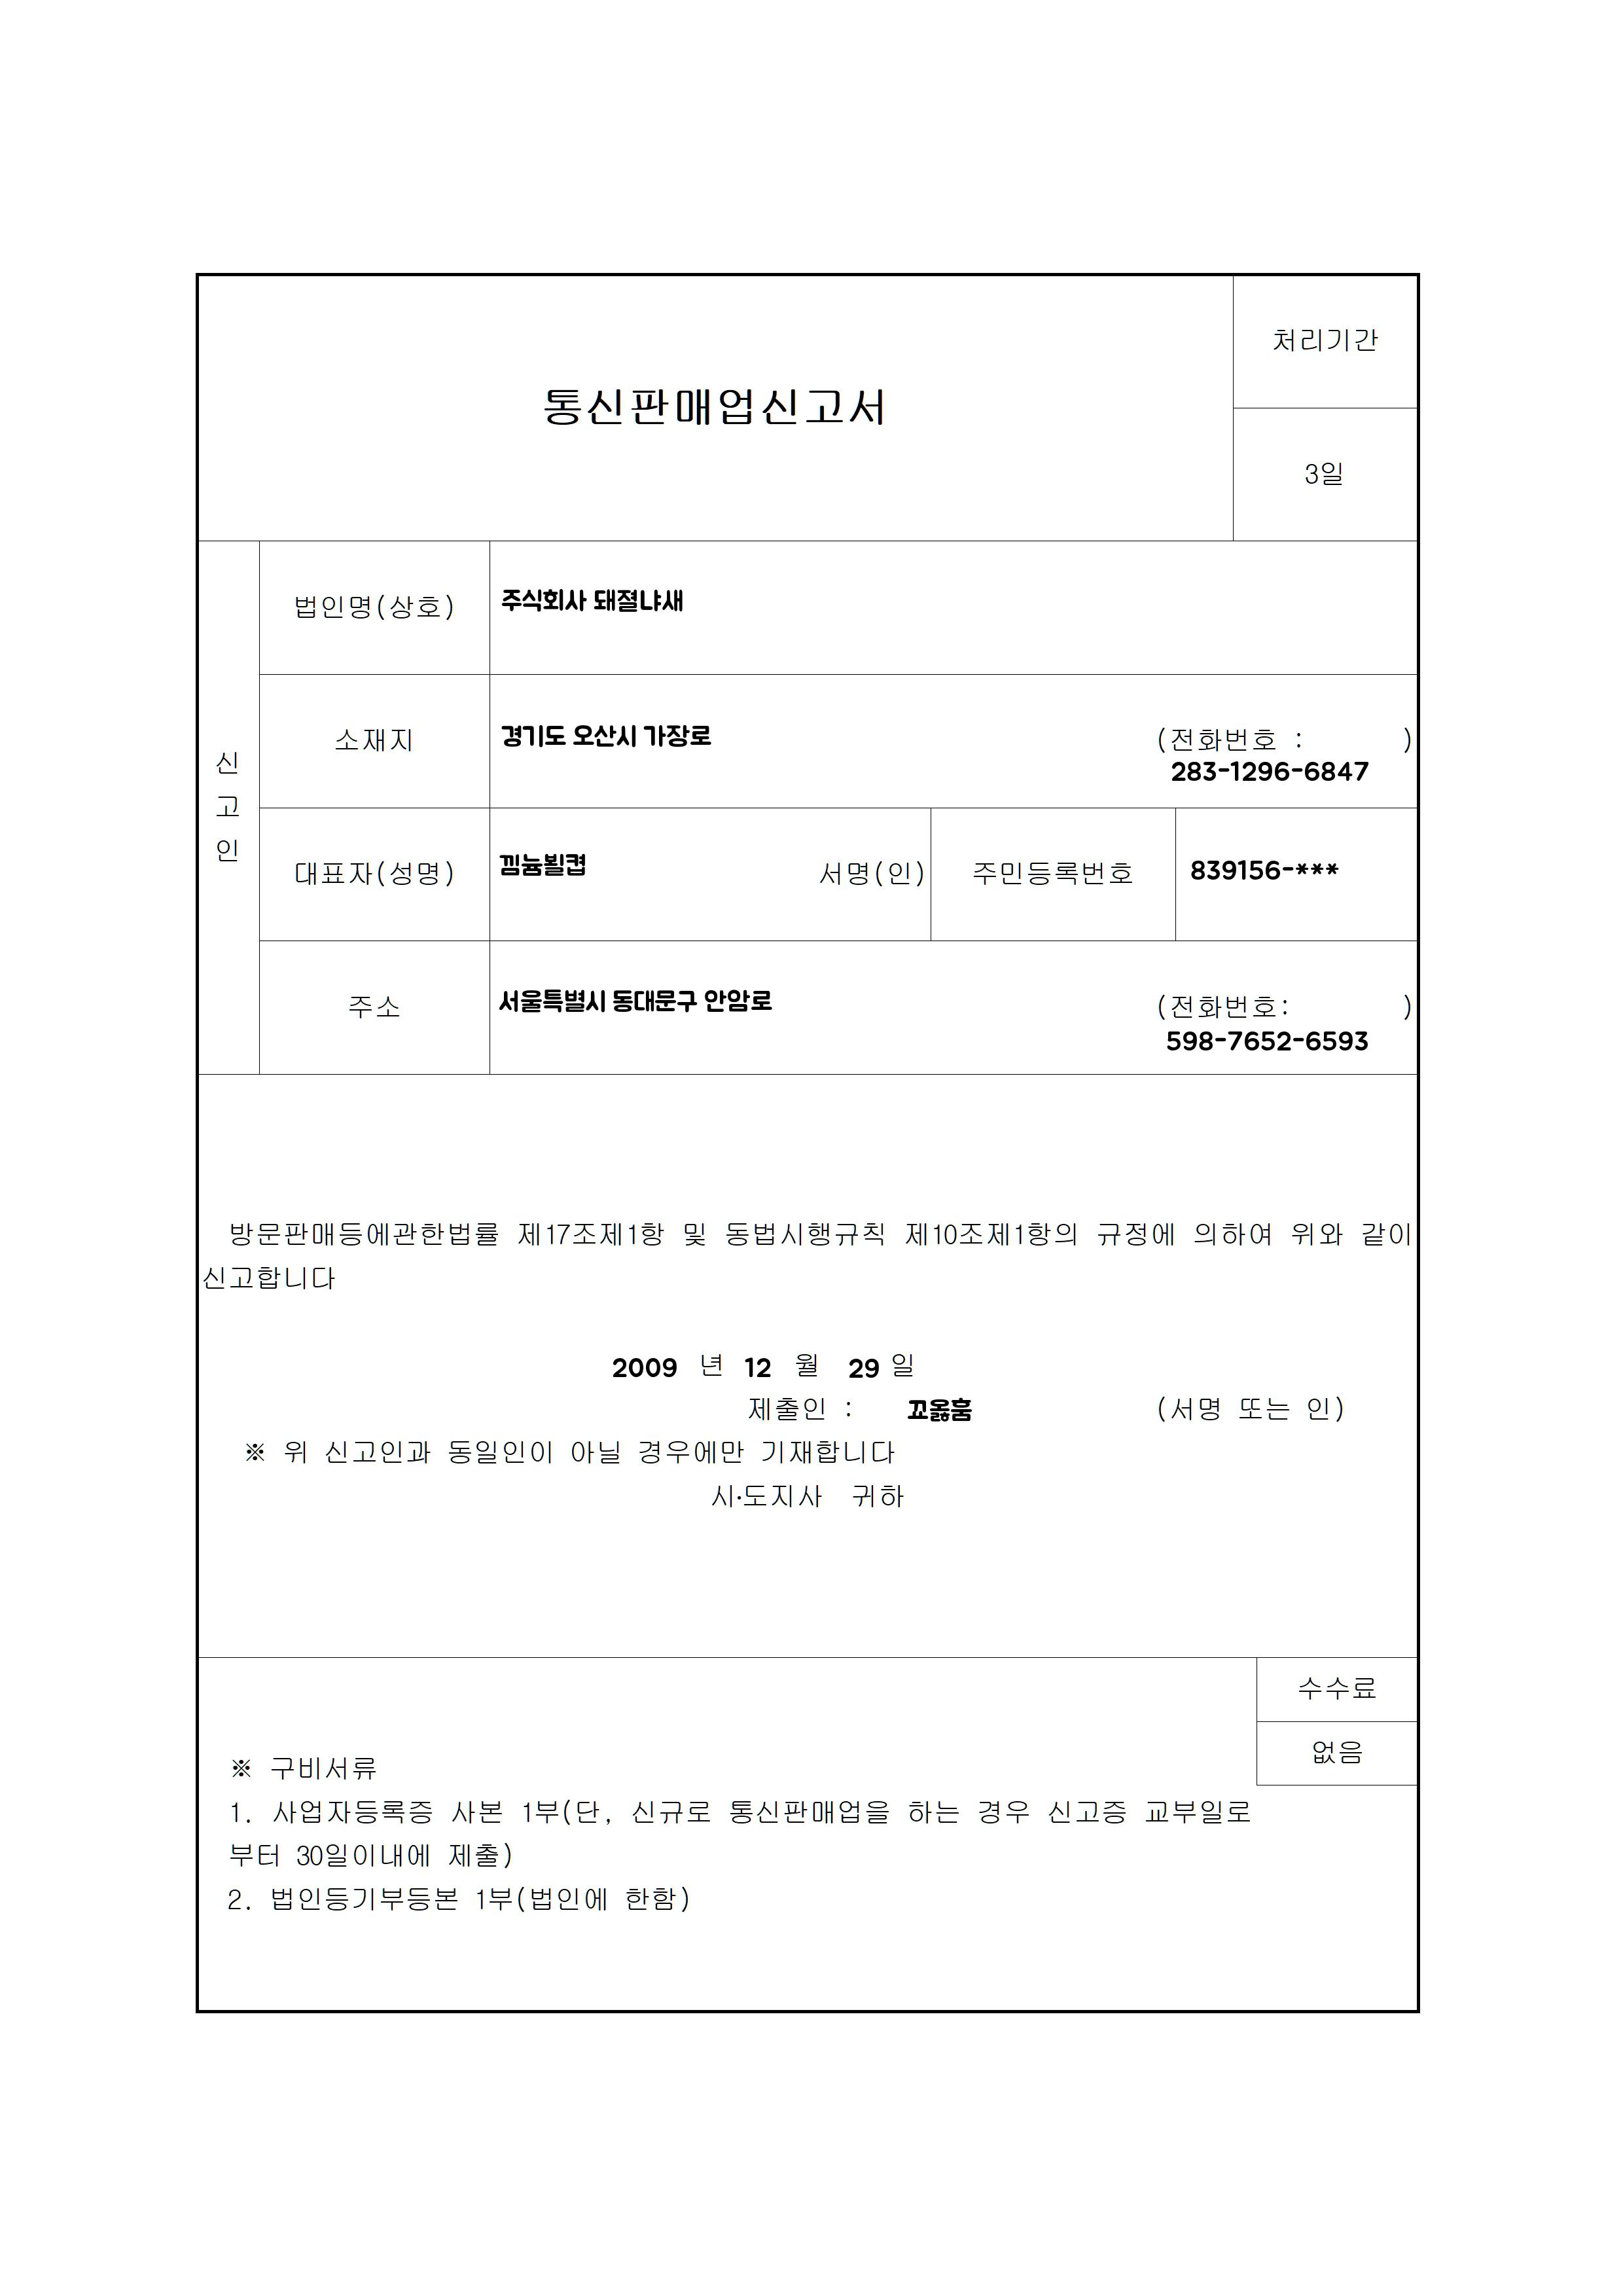 통신판매업신고서
처리기간
3일
신고인
법인명(상호)
주식회사 돼졀냐새
소재지
경기도 오산시 가장로
(전화번호 : )
283-1296-6847
대표자(성명)
서명(인)
주민등록번호
839156-***
주소
서울특별시 동대문구 안암로
(전화번호: )
598-7652-6593
방문판매등에관한법률 제17조제1항 및 동법시행규칙 제10조제1항의 규정에 의하여 위와 같이
신고합니다
2009 년 12 월 29 일
제출인 : 꾜옳훔 (서명 또는 인)
※ 위 신고인과 동일인이 아닐 경우에만 기재합니다
시·도지사 귀하
수수료
없음
※ 구비서류
1. 사업자등록증 사본 1부(단, 신규로 통신판매업을 하는 경우 신고증 교부일로
부터 30일이내에 제출)
2. 법인등기부등본 1부(법인에 한함)